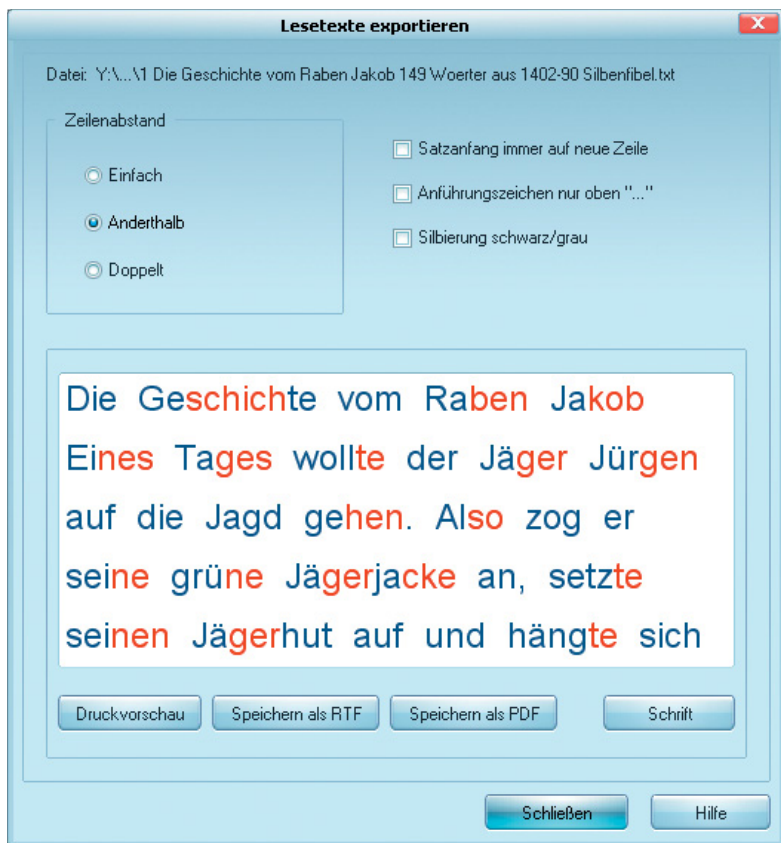 Lesetexte exportieren
Datei: Y:\...\1 Die Geschichte vom Raben Jakob 149 Woerter aus 1402-90 Silbenfibel.txt
Zeilenabstand
Einfach
Anderthalb
Doppelt
Satzanfang immer auf neue Zeile
Anführungszeichen nur oben "..."
Silbierung schwarz/grau
Die Geschichte vom Raben Jakob
Eines Tages wollte der Jäger Jürgen
auf die Jagd gehen. Also zog er
seine grüne Jägerjacke an, setzte
seinen Jägerhut auf und hängte sich
Druckvorschau Speichern als RTF Speichern als PDF Schrift
Schließen Hilfe